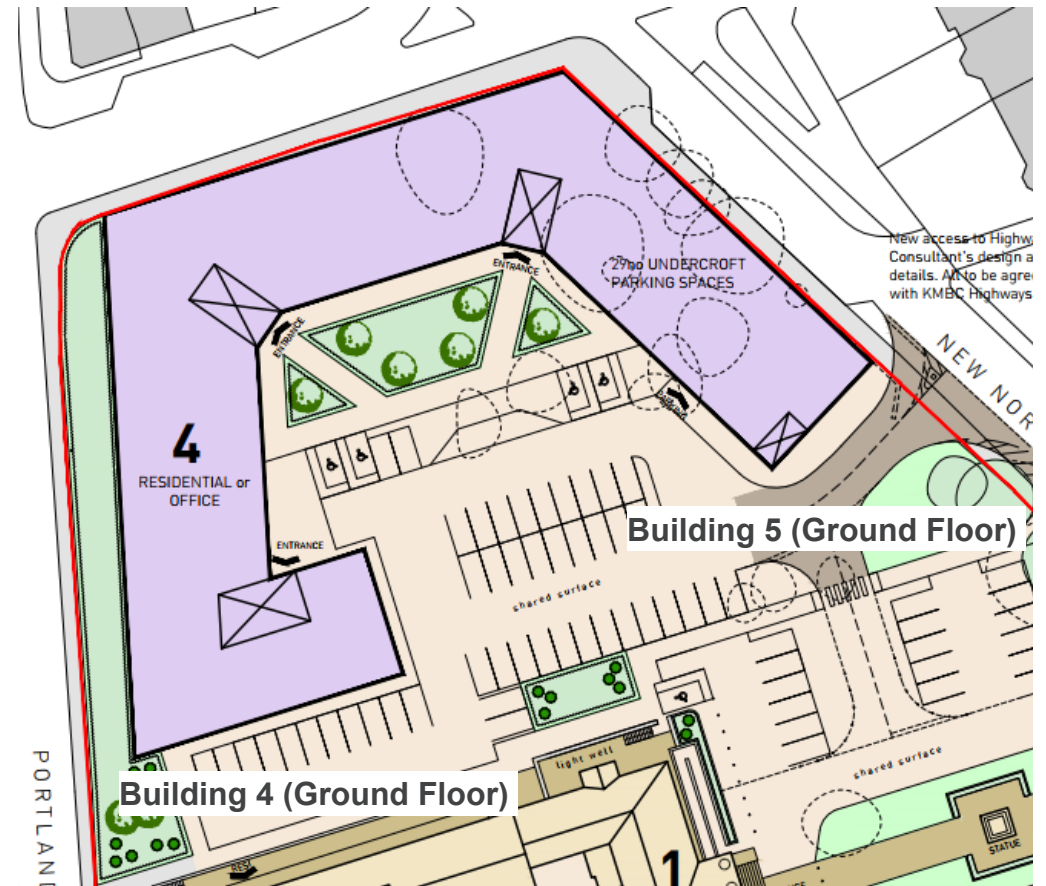 New access to Highw
Consultant's design a
details. All to be agre
with KMBC Highways
ENTRANCE
29no UNDERCROFT
PARKING SPACES
ENTRANCE
NEW NOR
PARKING
4
RESIDENTIAL or
OFFICE
Building 5 (Ground Floor)
ENTRANCE
shared surface
PORTLAND
light well
shared surface
Building 4 (Ground Floor)
STATUE
1